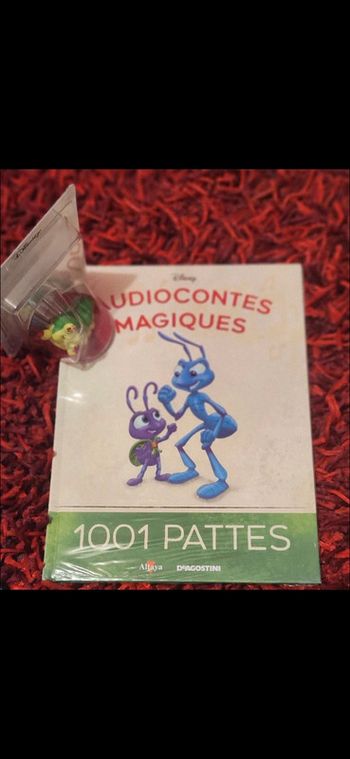 Disney
AUDIOCONTES
MAGIQUES
1001 PATTES
Altaya
DeAGOSTINI